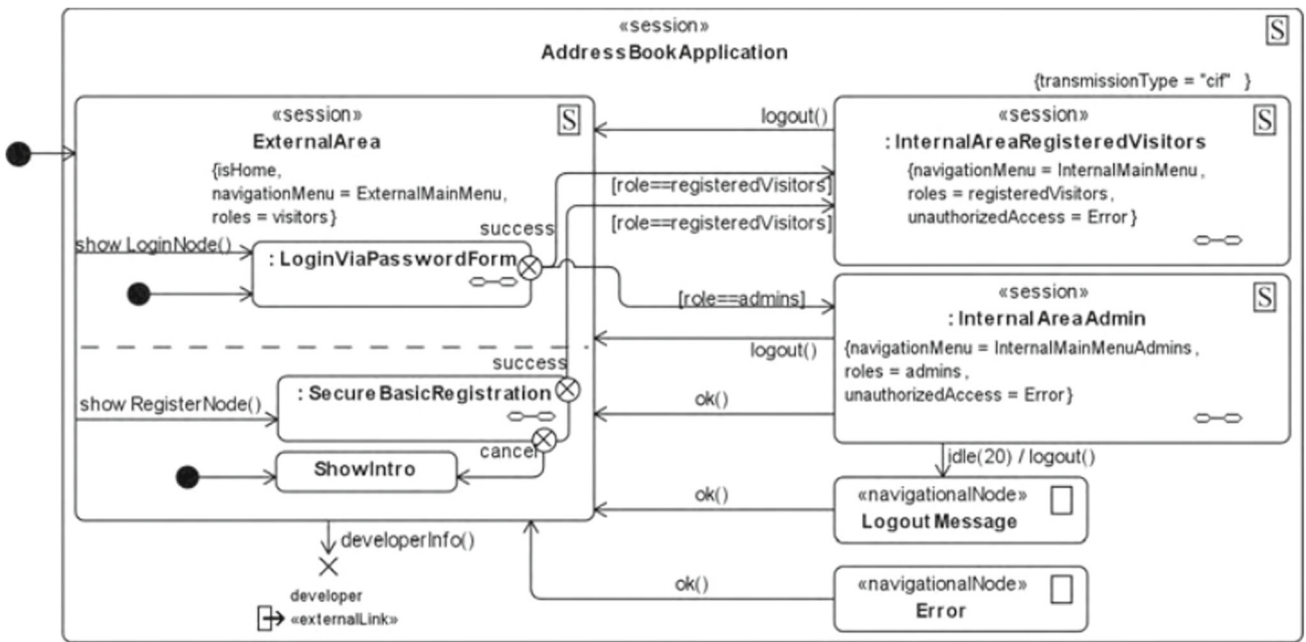 «session»
AddressBookApplication
S
{transmissionType = "cif" }
«session»
ExternalArea
S
{isHome,
navigationMenu = ExternalMainMenu,
roles = visitors}
show LoginNode()
: LoginViaPasswordForm
success
success
show RegisterNode()
: SecureBasicRegistration
cancel
ShowIntro
developerInfo()
developer
«externalLink»
logout()
[role==registeredVisitors]
[role==registeredVisitors]
[role==admins]
logout()
ok()
ok()
ok()
«session»
: InternalAreaRegisteredVisitors
S
{navigationMenu = InternalMainMenu,
roles = registeredVisitors,
unauthorizedAccess = Error}
«session»
: InternalAreaAdmin
S
{navigationMenu = InternalMainMenuAdmins,
roles = admins,
unauthorizedAccess = Error}
idle(20) / logout()
«navigationalNode»
Logout Message
«navigationalNode»
Error